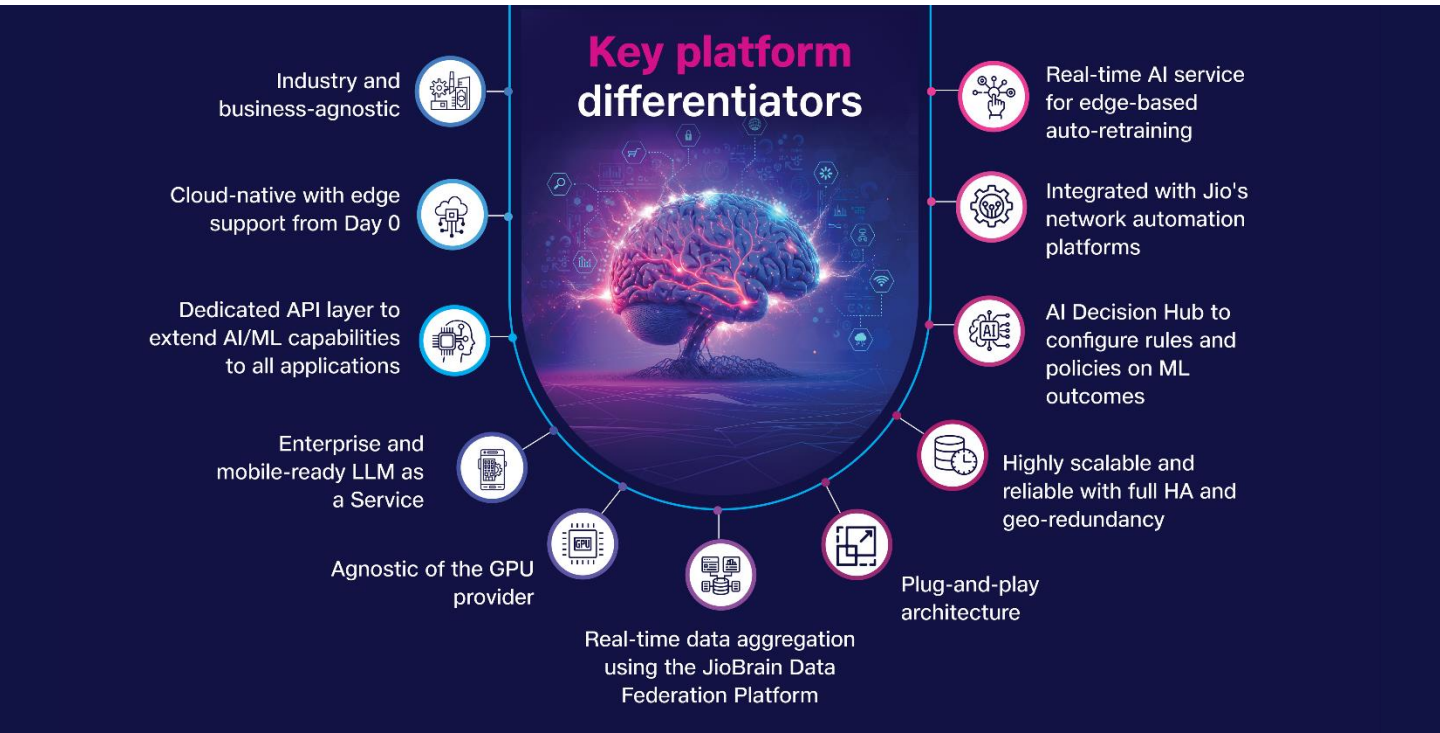 Key platform
differentiators
Industry and
business-agnostic
Cloud-native with edge
support from Day 0
Dedicated API layer to
extend AI/ML capabilities
to all applications
Enterprise and
mobile-ready LLM as
a Service
GPU
Agnostic of the GPU
provider
Real-time data aggregation
using the JioBrain Data
Federation Platform
Plug-and-play
architecture
Highly scalable and
reliable with full HA and
geo-redundancy
AI
AI Decision Hub to
configure rules and
policies on ML
outcomes
Integrated with Jio's
network automation
platforms
Real-time AI service
for edge-based
auto-retraining